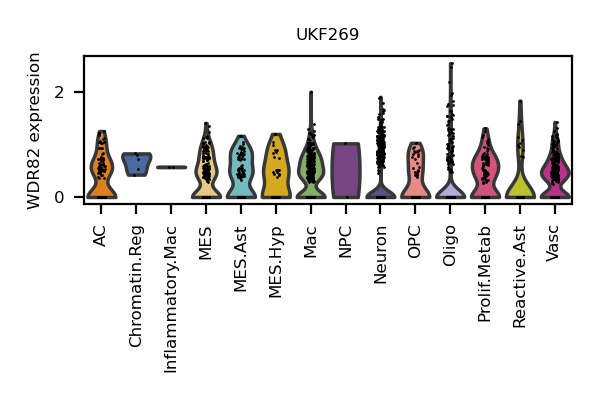 UKF269
WDR82 expression
2
0
AC
Chromatin.Reg
Inflammatory.Mac
MES
MES.Ast
MES.Hyp
Mac
NPC
Neuron
OPC
Oligo
Prolif.Metab
Reactive.Ast
Vasc